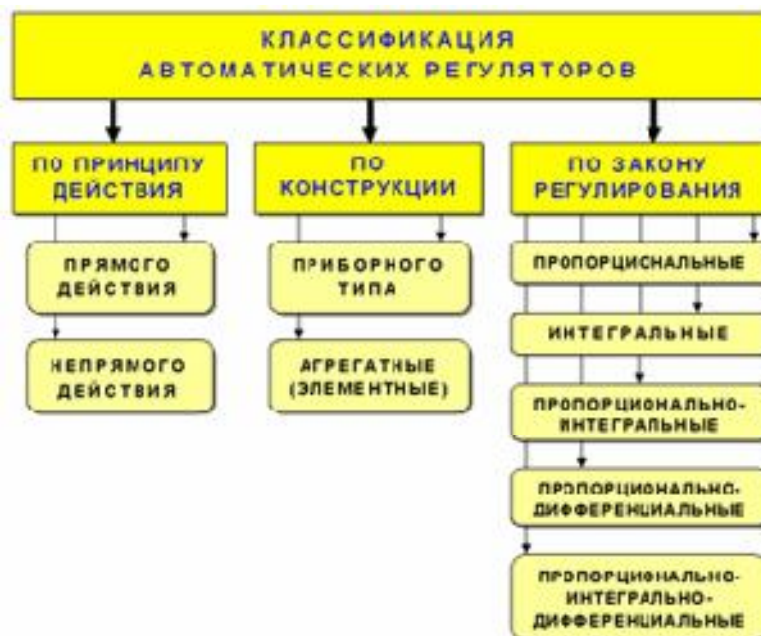 КЛАССИФИКАЦИЯ
АВТОМАТИЧЕСКИХ РЕГУЛЯТОРОВ
ПО ПРИНЦИПУ
ДЕЙСТВИЯ
ПРЯМОГО
ДЕЙСТВИЯ
НЕПРЯМОГО
ДЕЙСТВИЯ
ПО
КОНСТРУКЦИИ
ПРИБОРНОГО
ТИПА
АГРЕГАТНЫЕ
(ЭЛЕМЕНТНЫЕ)
ПО ЗАКОНУ
РЕГУЛИРОВАНИЯ
ПРОПОРЦИОНАЛЬНЫЕ
ИНТЕГРАЛЬНЫЕ
ПРОПОРЦИОНАЛЬНО-
ИНТЕГРАЛЬНЫЕ
ПРОПОРЦИОНАЛЬНО-
ДИФФЕРЕНЦИАЛЬНЫЕ
ПРОПОРЦИОНАЛЬНО-
ИНТЕГРАЛЬНО-
ДИФФЕРЕНЦИАЛЬНЫЕ